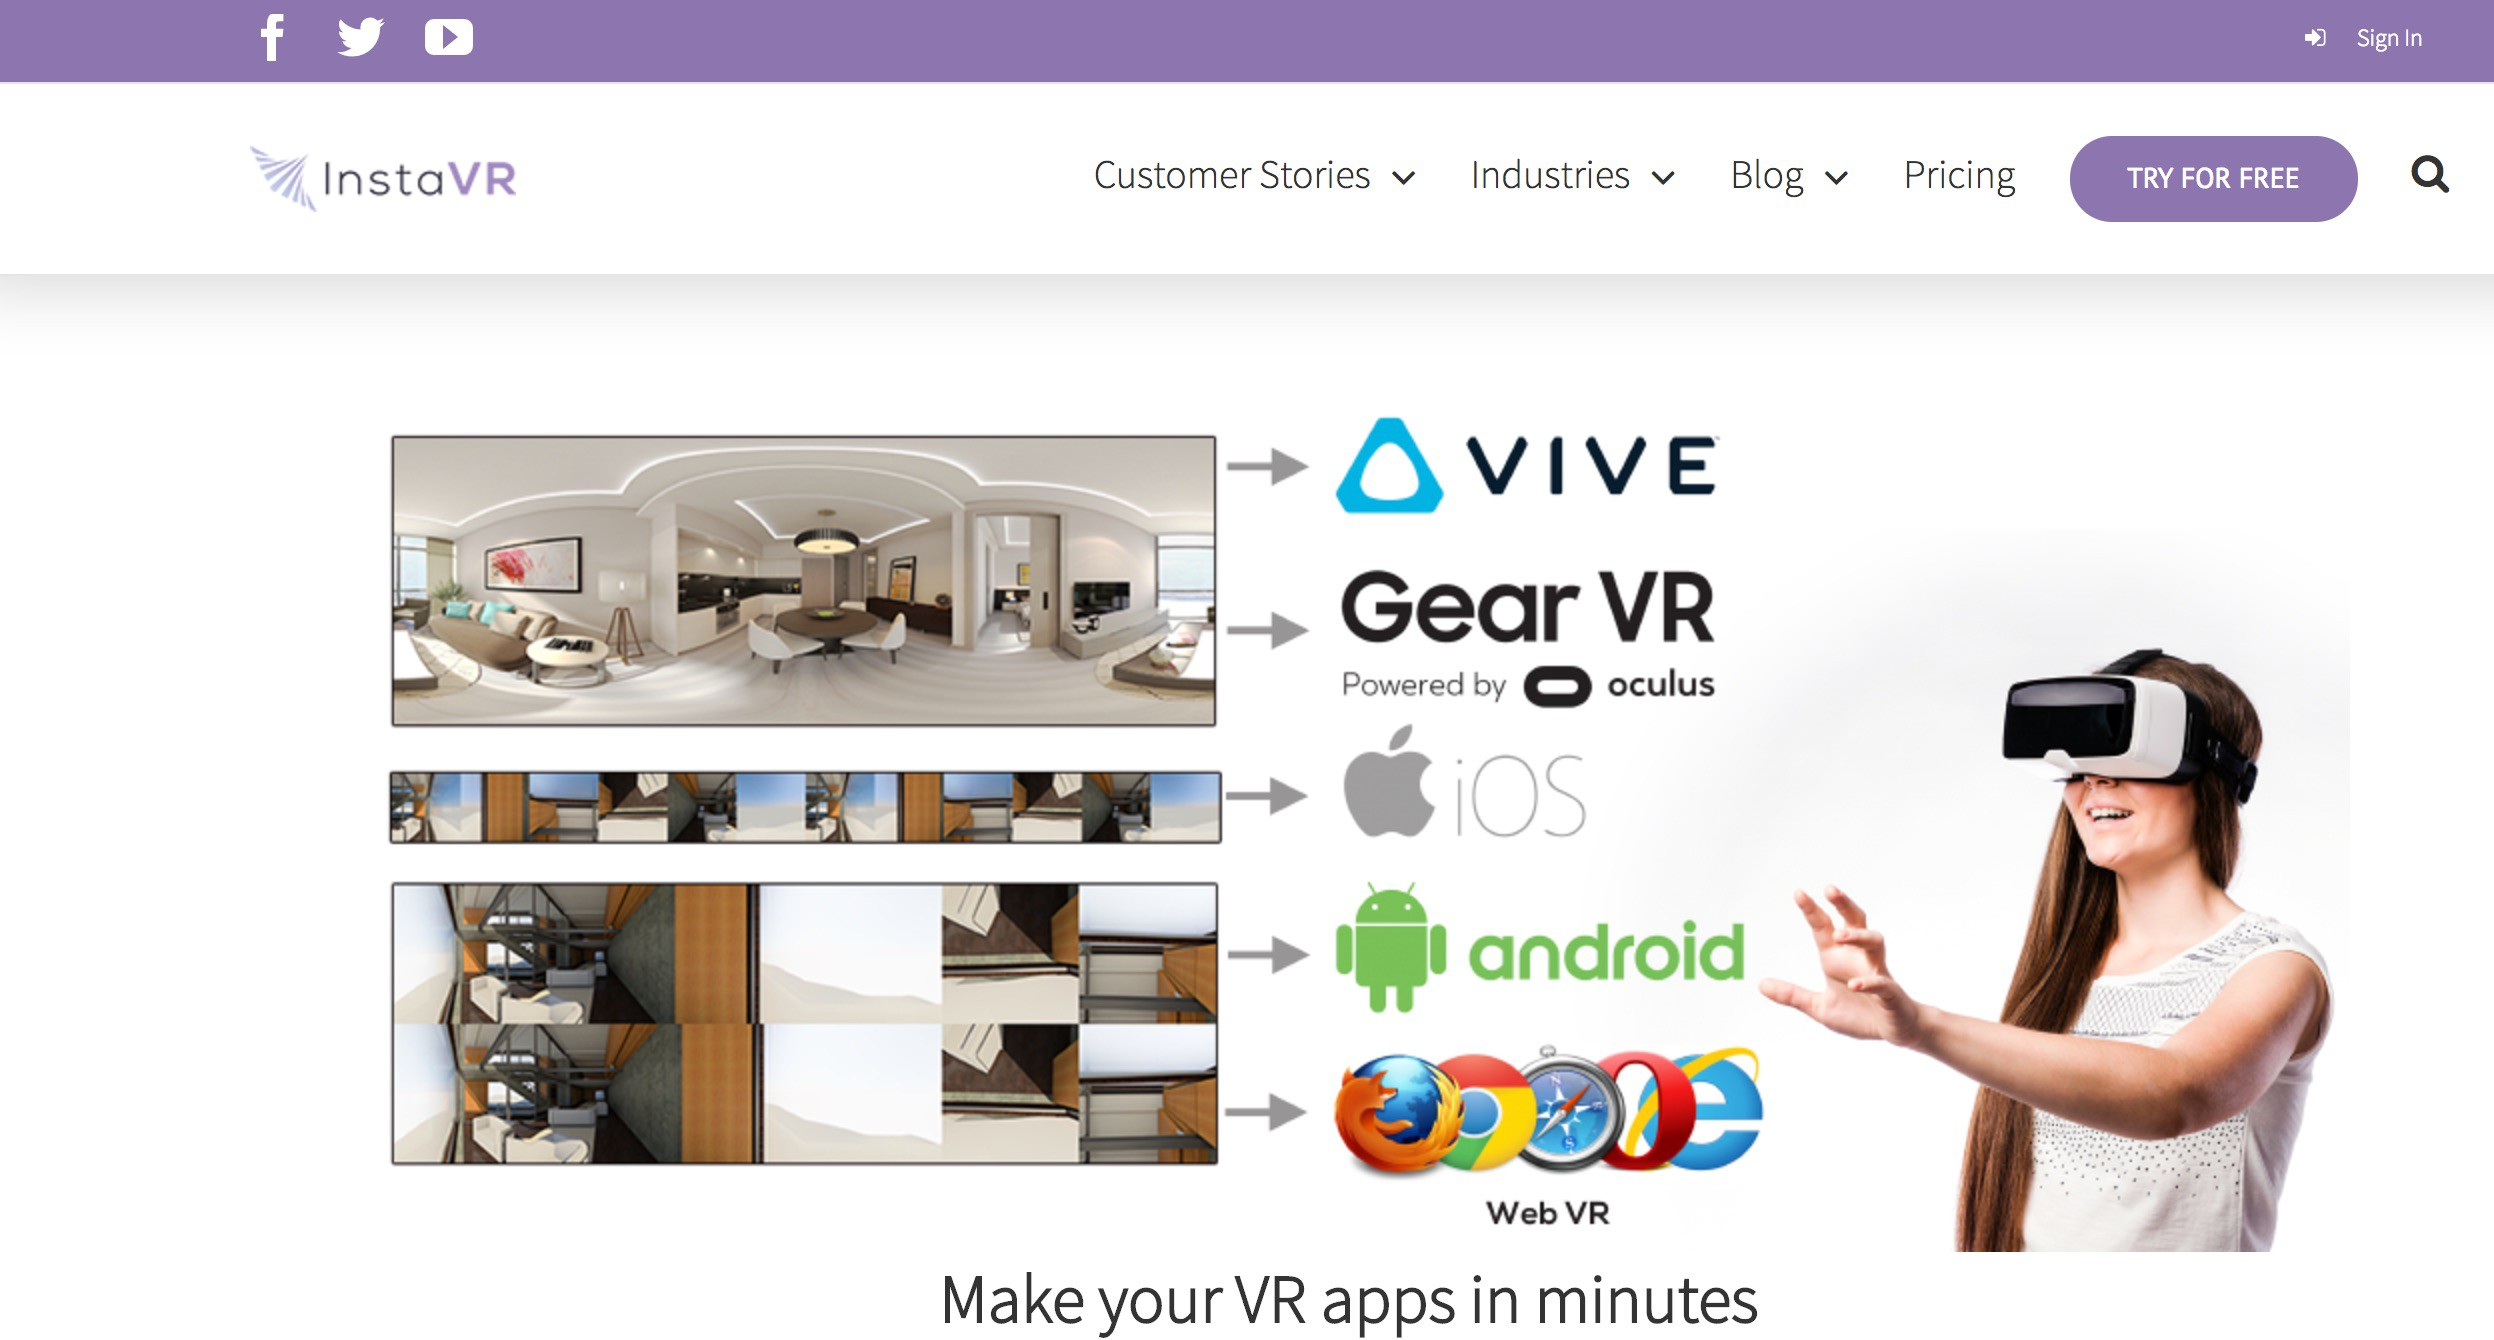 Sign In
InstaVR
Customer Stories
Industries
Blog
Pricing
TRY FOR FREE
VIVE
Gear VR
Powered by oculus
iOS
android
Web VR
Make your VR apps in minutes